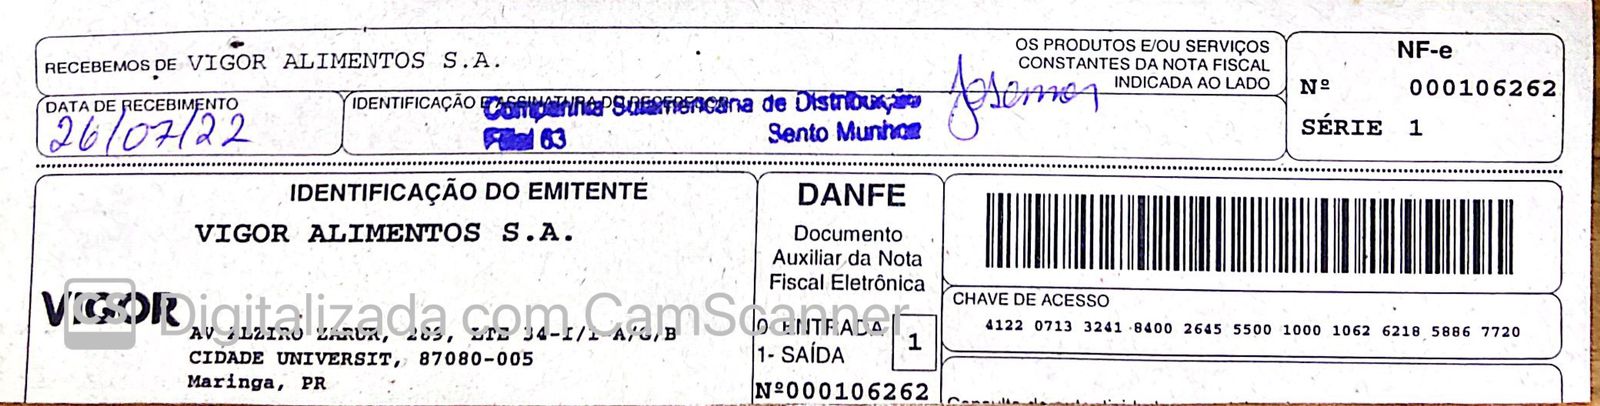 RECEBEMOS DE VIGOR ALIMENTOS S.A.
OS PRODUTOS E/OU SERVIÇOS
CONSTANTES DA NOTA FISCAL
INDICADA AO LADO
NF-e
Nº 000106262
SÉRIE 1
DATA DE RECEBIMENTO
26/07/22
IDENTIFICAÇÃO E ASSINATURA DO RECEBEDOR
Companhia Sulamericana de Distribuição
Filial 63 Sento Munhoz
IDENTIFICAÇÃO DO EMITENTE
VIGOR ALIMENTOS S.A.
VIGOR
AV ALZIRO ZARUR, 289, LTE 34-I/I-A/G/B
CIDADE UNIVERSIT, 87080-005
Maringa, PR
DANFE
Documento
Auxiliar da Nota
Fiscal Eletrônica
0- ENTRADA
1- SAÍDA
1
Nº000106262
CHAVE DE ACESSO
4122 0713 3241 8400 2645 5500 1000 1062 6218 5886 7720
CS Digitalizada com CamScanner